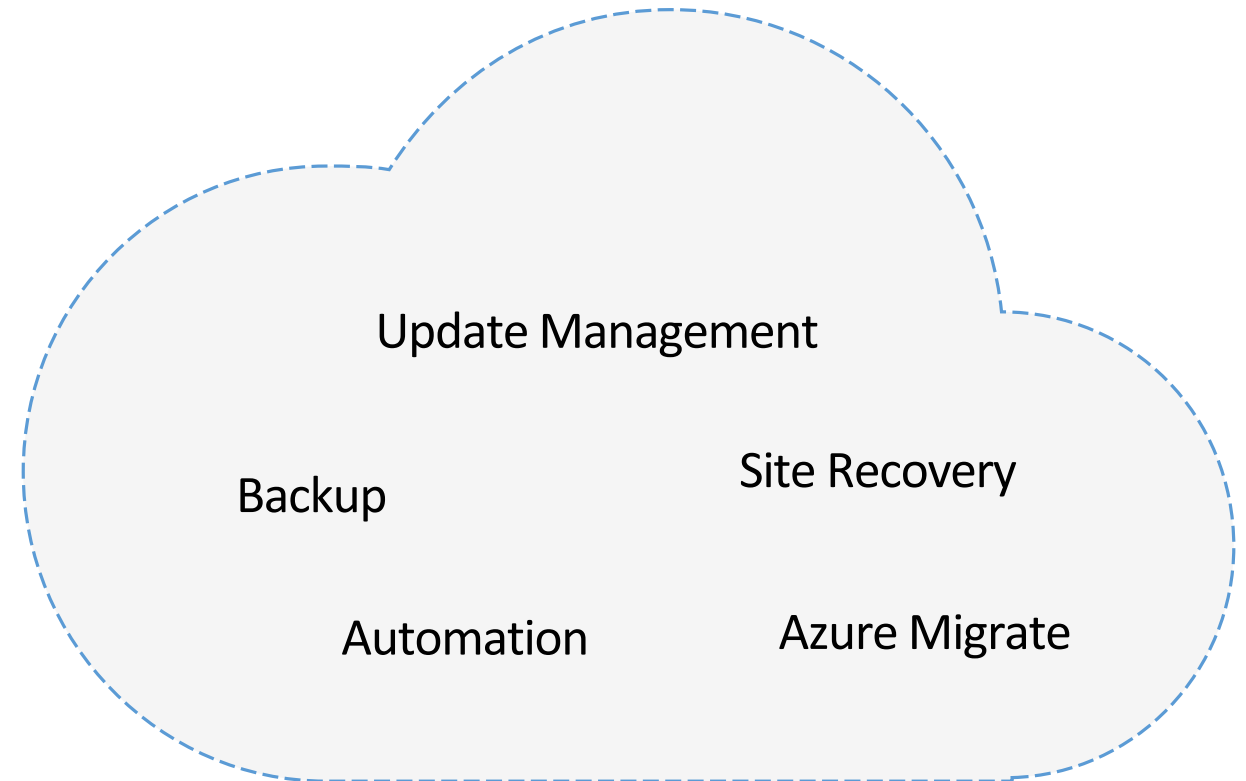 Update Management
Site Recovery
Backup
Azure Migrate
Automation